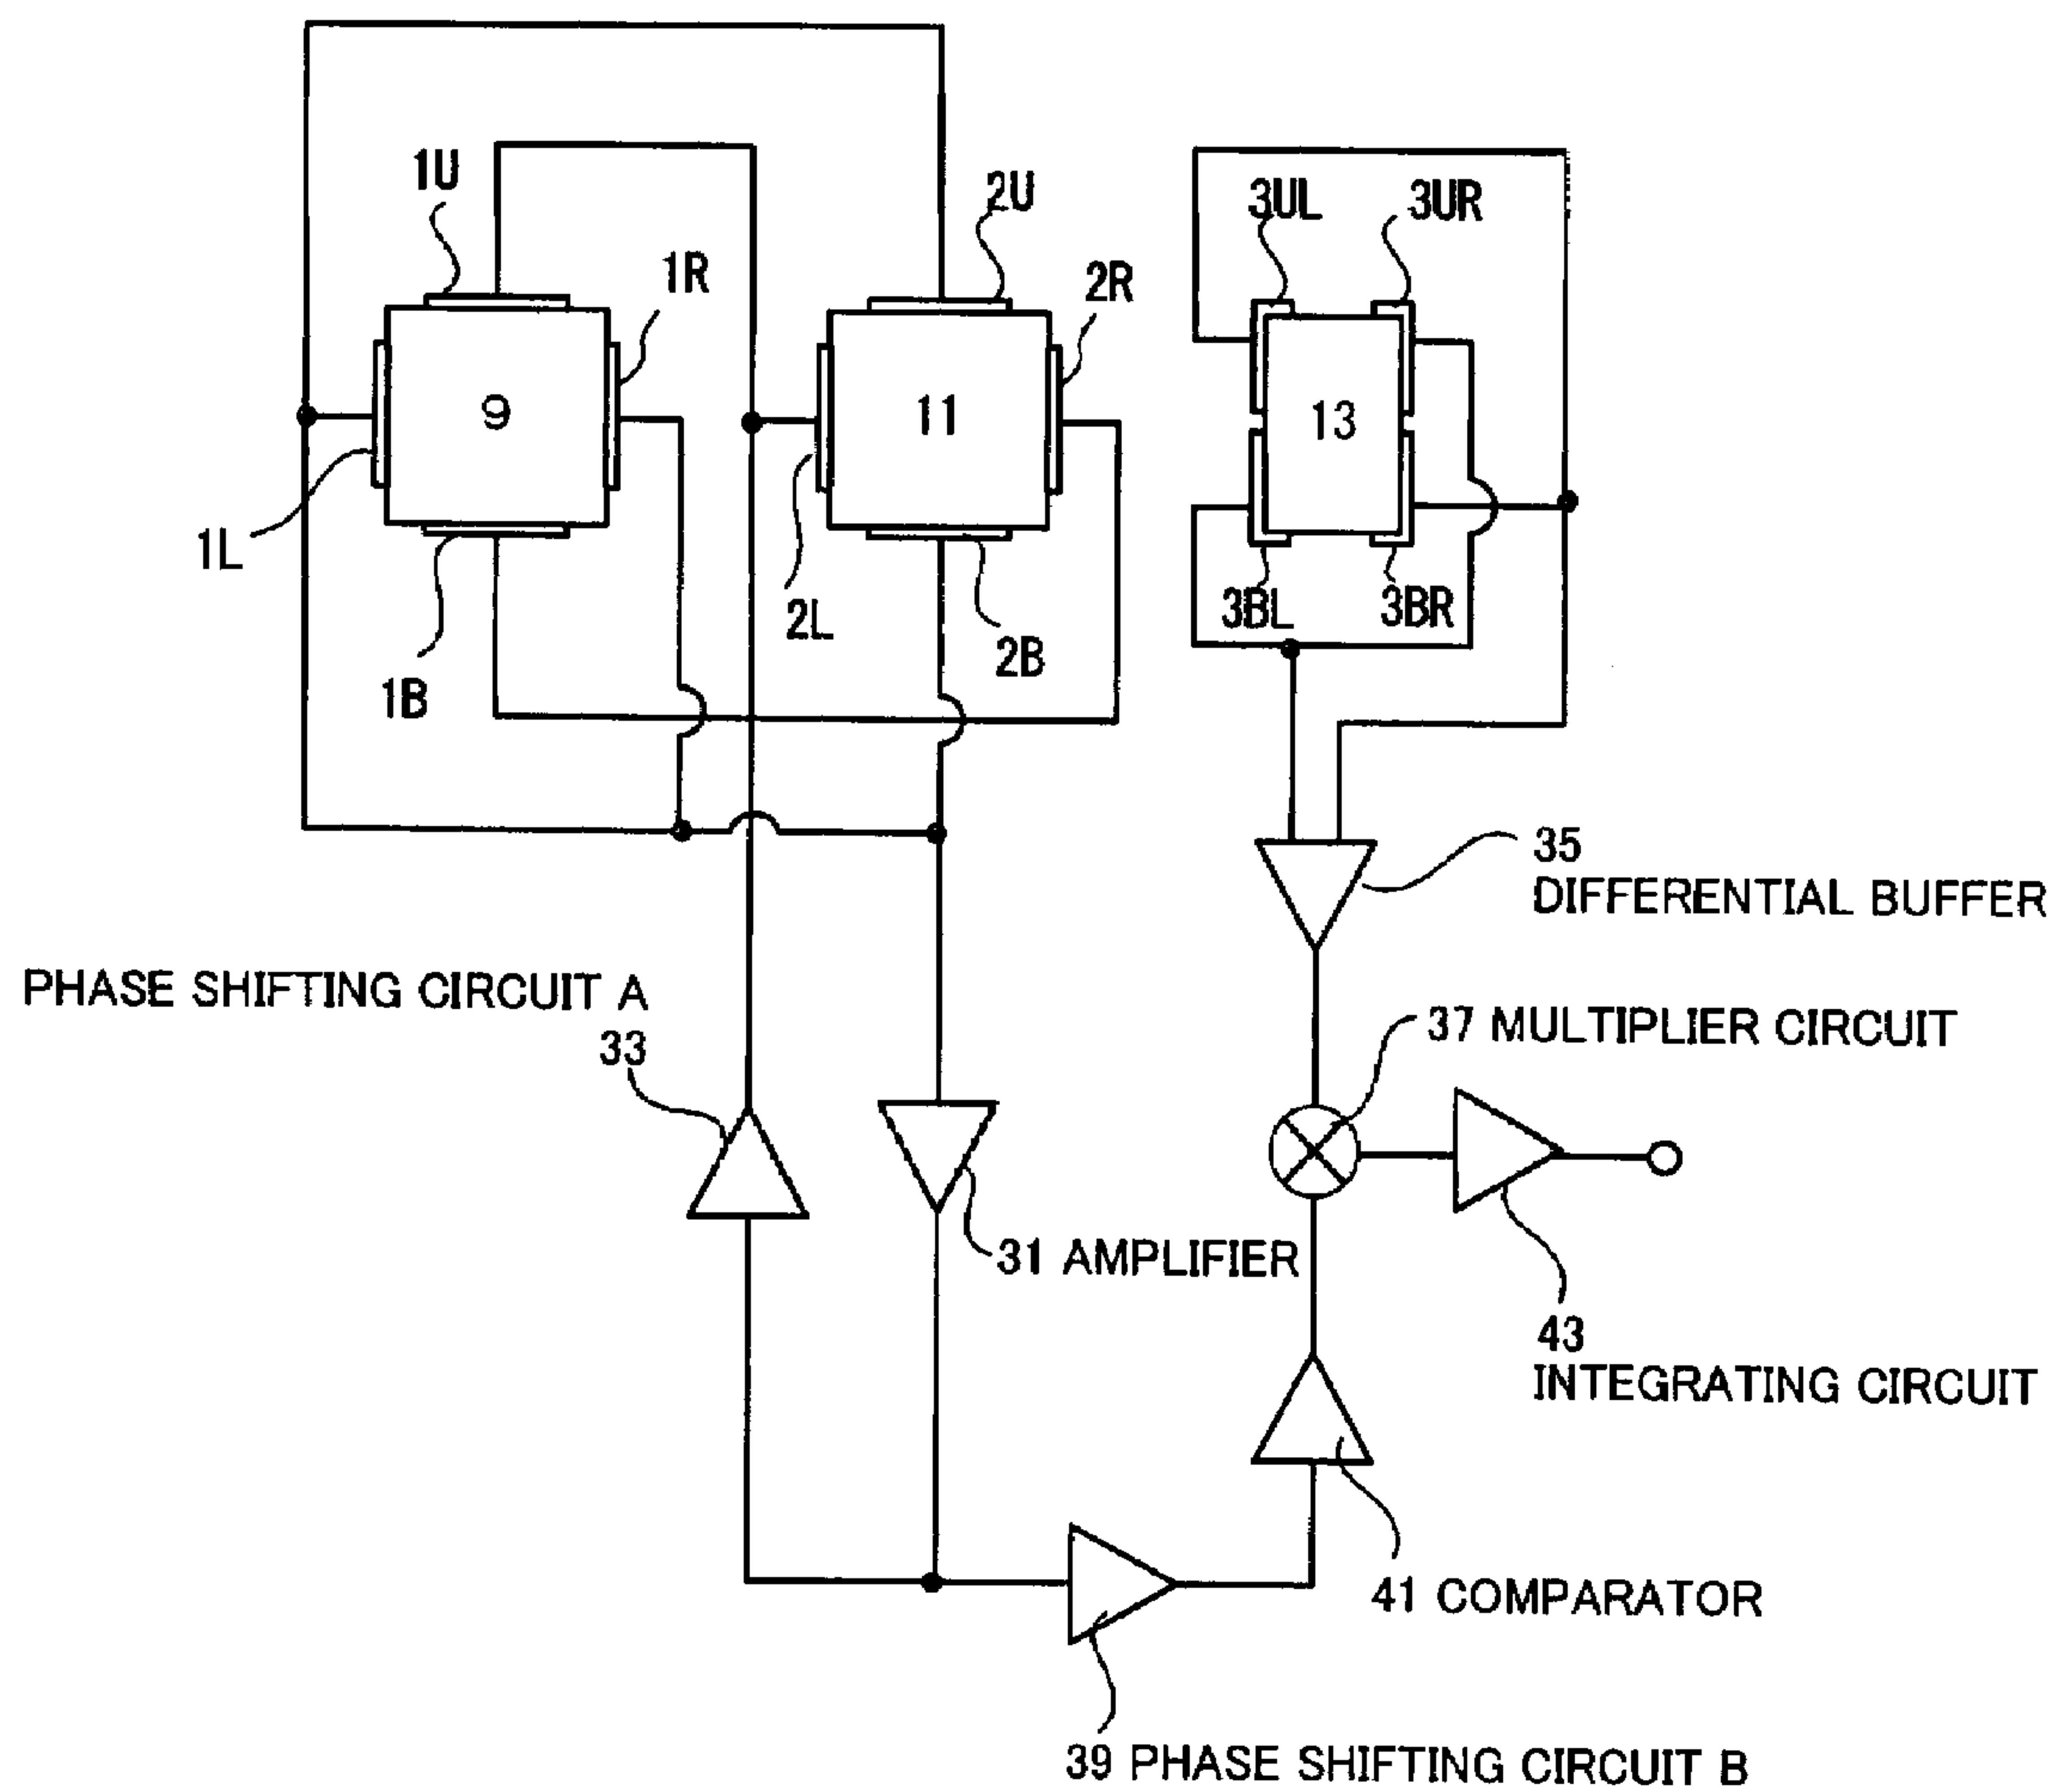 1U
2U
3UL
3UR
1R
2R
9
11
13
1L
2L
3BL
3BR
1B
2B
35
DIFFERENTIAL BUFFER
PHASE SHIFTING CIRCUIT A
33
37 MULTIPLIER CIRCUIT
31 AMPLIFIER
43
INTEGRATING CIRCUIT
41 COMPARATOR
39 PHASE SHIFTING CIRCUIT B